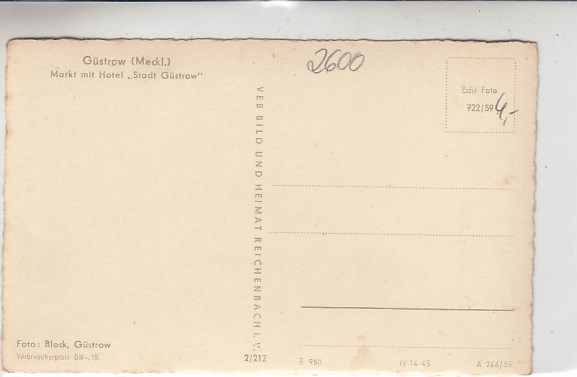 Güstrow (Meckl.)
Markt mit Hotel „Stadt Güstrow“
2600
Echt Foto
722/59
4,-
VEB BILD UND HEIMAT REICHENBACH I. V.
Foto: Block, Güstrow
Verbraucherpreis DM -,18
2/212
E 950
IV-14-45
A 246/59